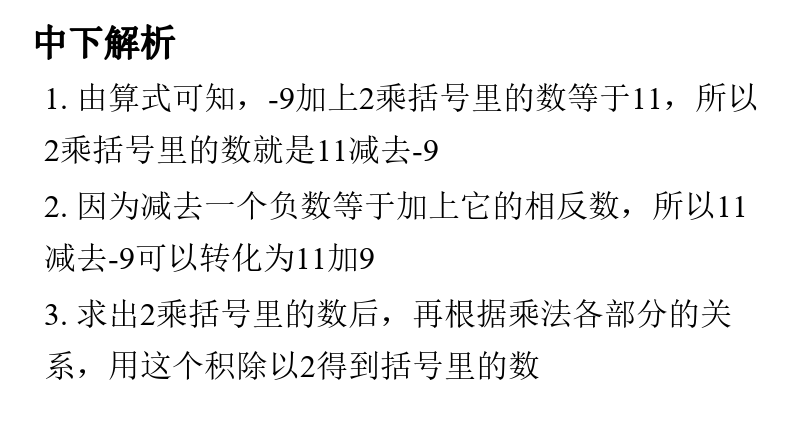 中下解析
1. 由算式可知，-9加上2乘括号里的数等于11，所以
2乘括号里的数就是11减去-9
2. 因为减去一个负数等于加上它的相反数，所以11
减去-9可以转化为11加9
3. 求出2乘括号里的数后，再根据乘法各部分的关
系，用这个积除以2得到括号里的数